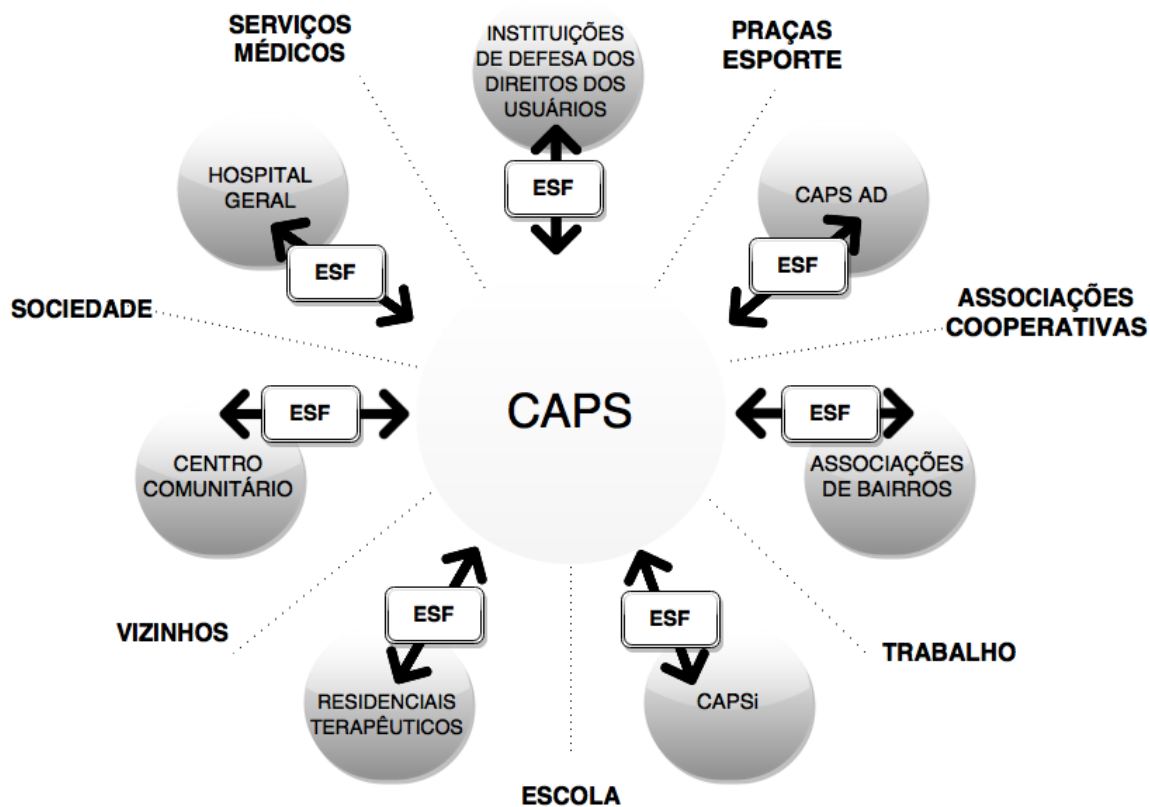 SERVIÇOS
MÉDICOS
INSTITUIÇÕES
DE DEFESA DOS
DIREITOS DOS
USUÁRIOS
PRAÇAS
ESPORTE
HOSPITAL
GERAL
ESF
CAPS AD
ESF
ESF
SOCIEDADE
ASSOCIAÇÕES
COOPERATIVAS
CAPS
ESF
ESF
CENTRO
COMUNITÁRIO
ASSOCIAÇÕES
DE BAIRROS
ESF
ESF
VIZINHOS
TRABALHO
RESIDENCIAIS
TERAPÊUTICOS
CAPSi
ESCOLA